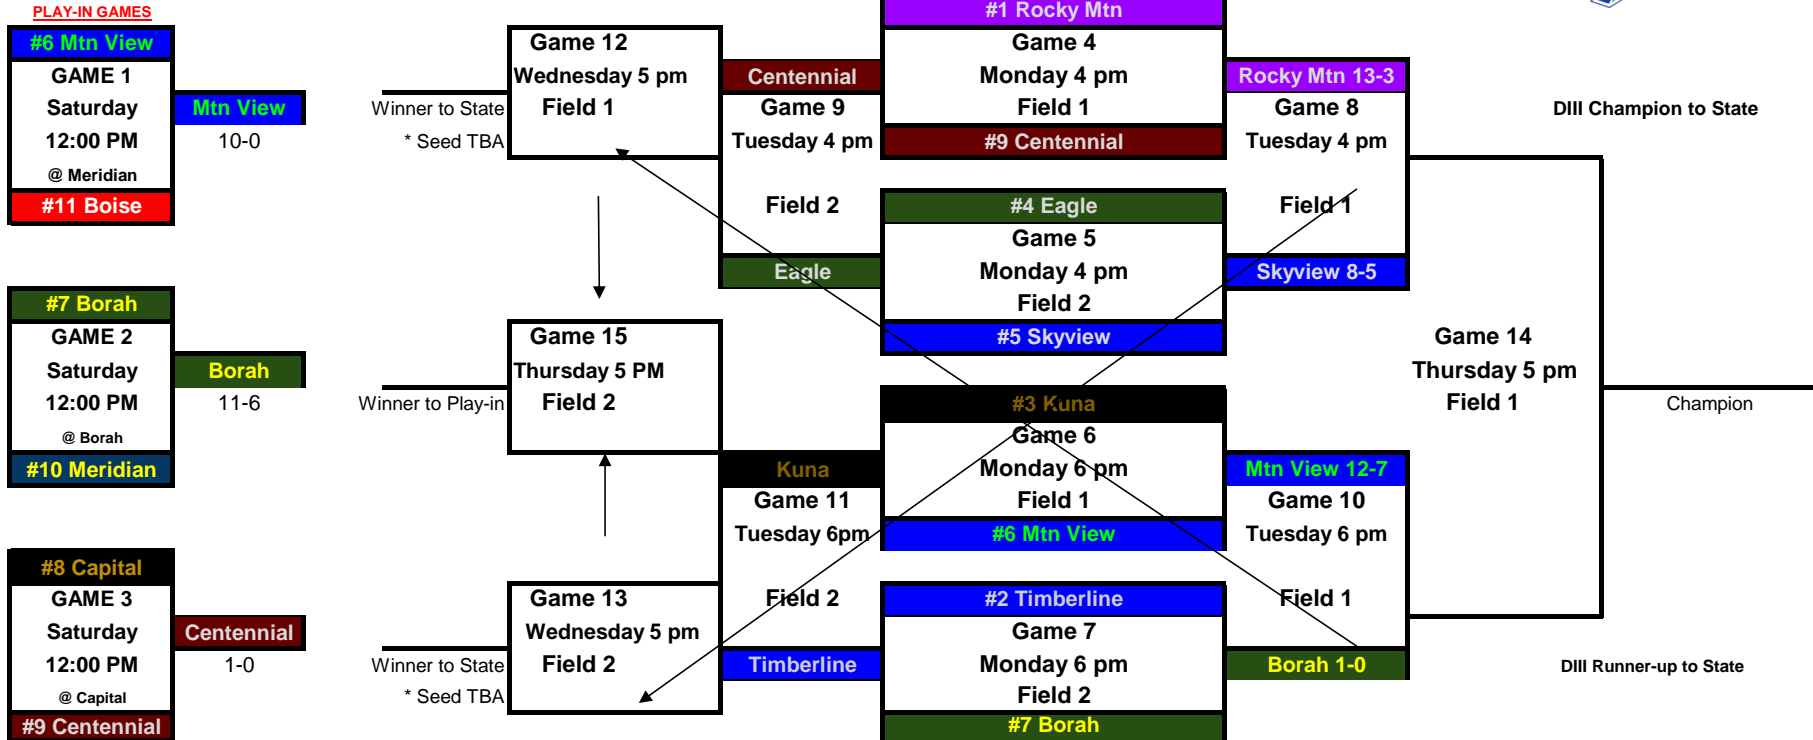 PLAY-IN GAMES
#6 Mtn View
GAME 1
Saturday
12:00 PM
@ Meridian
#11 Boise
Mtn View
10-0
#7 Borah
GAME 2
Saturday
12:00 PM
@ Borah
#10 Meridian
Borah
11-6
#8 Capital
GAME 3
Saturday
12:00 PM
@ Capital
#9 Centennial
Centennial
1-0
Winner to State
* Seed TBA
Game 12
Wednesday 5 pm
Field 1
Winner to Play-in
Game 15
Thursday 5 PM
Field 2
Winner to State
* Seed TBA
Game 13
Wednesday 5 pm
Field 2
Centennial
Game 9
Tuesday 4 pm
Field 2
Eagle
Kuna
Game 11
Tuesday 6pm
Field 2
Timberline
#1 Rocky Mtn
Game 4
Monday 4 pm
Field 1
#9 Centennial
#4 Eagle
Game 5
Monday 4 pm
Field 2
#5 Skyview
#3 Kuna
Game 6
Monday 6 pm
Field 1
#6 Mtn View
#2 Timberline
Game 7
Monday 6 pm
Field 2
#7 Borah
Rocky Mtn 13-3
Game 8
Tuesday 4 pm
Field 1
Skyview 8-5
Mtn View 12-7
Game 10
Tuesday 6 pm
Field 1
Borah 1-0
DIII Champion to State
Game 14
Thursday 5 pm
Field 1
Champion
DIII Runner-up to State